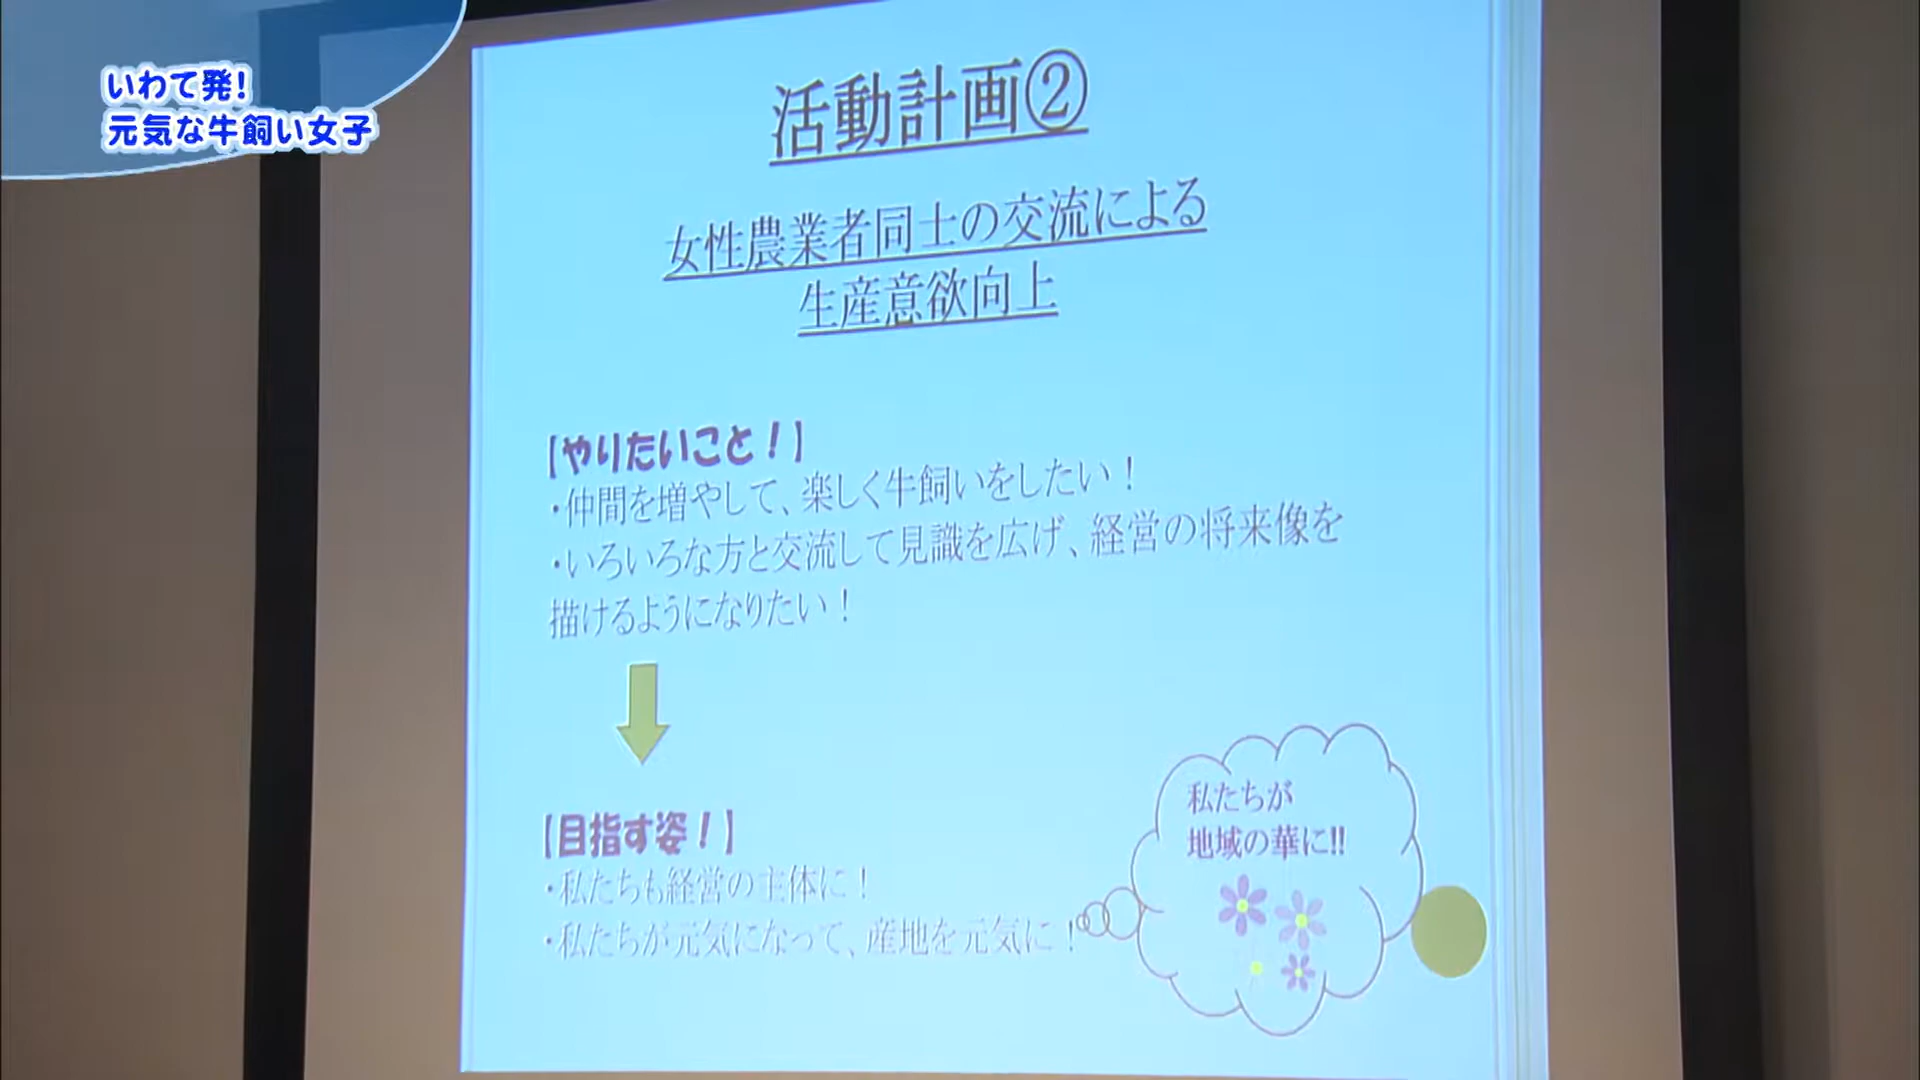 いわて発!
元気な牛飼い女子
活動計画②
女性農業者同士の交流による
生産意欲向上
【やりたいこと！】
・仲間を増やして、楽しく牛飼いをしたい！
・いろいろな方と交流して見識を広げ、経営の将来像を
描けるようになりたい！
【目指す姿！】
・私たちも経営の主体に！
・私たちが元気になって、産地を元気に！
私たちが
地域の華に!!